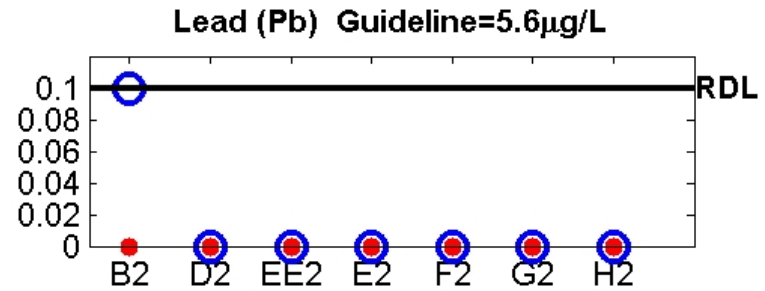 Lead (Pb) Guideline=5.6µg/L
0.1
RDL
0.08
0.06
0.04
0.02
0
B2 D2 EE2 E2 F2 G2 H2